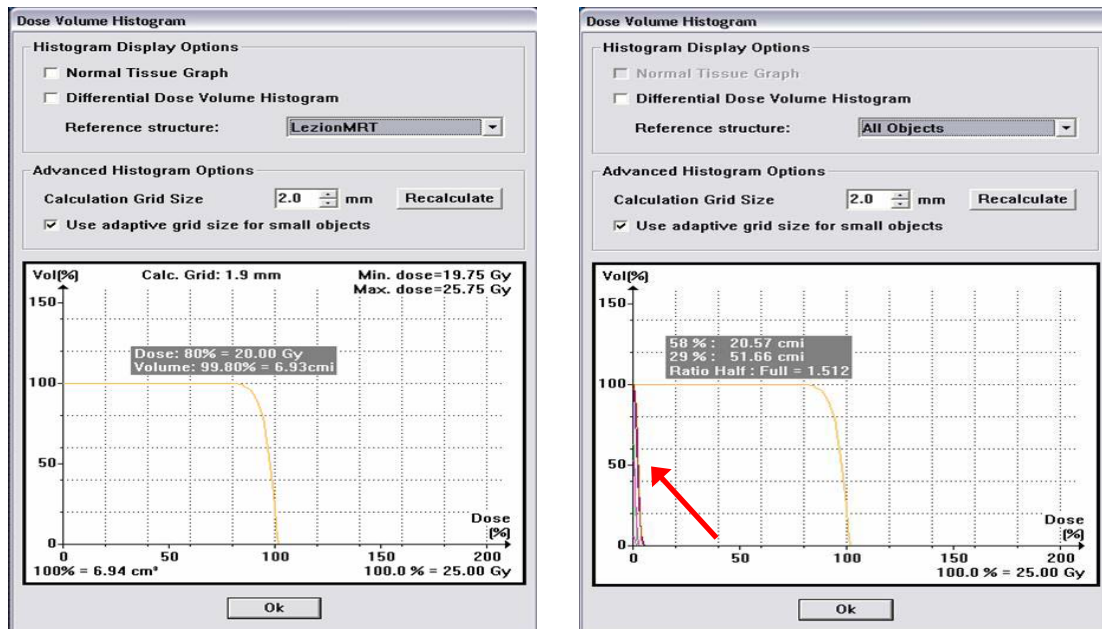 Dose Volume Histogram
Histogram Display Options
Normal Tissue Graph
Differential Dose Volume Histogram
Reference structure: LezionMRT
Advanced Histogram Options
Calculation Grid Size 2.0 mm Recalculate
Use adaptive grid size for small objects
Vol(%) Calc. Grid: 1.9 mm Min. dose=19.75 Gy
Max. dose=25.75 Gy
150
Dose: 80% = 20.00 Gy
Volume: 99.80% = 6.93cmi
100
50
Dose
(%)
0
0 50 100 150 200
100% = 6.94 cm³ 100.0 % = 25.00 Gy
Ok
Dose Volume Histogram
Histogram Display Options
Normal Tissue Graph
Differential Dose Volume Histogram
Reference structure: All Objects
Advanced Histogram Options
Calculation Grid Size 2.0 mm Recalculate
Use adaptive grid size for small objects
Vol(%)
150
58 % : 20.57 cmi
29 % : 51.66 cmi
Ratio Half : Full = 1.512
100
50
Dose
(%)
0
0 50 100 150 200
100.0 % = 25.00 Gy
Ok